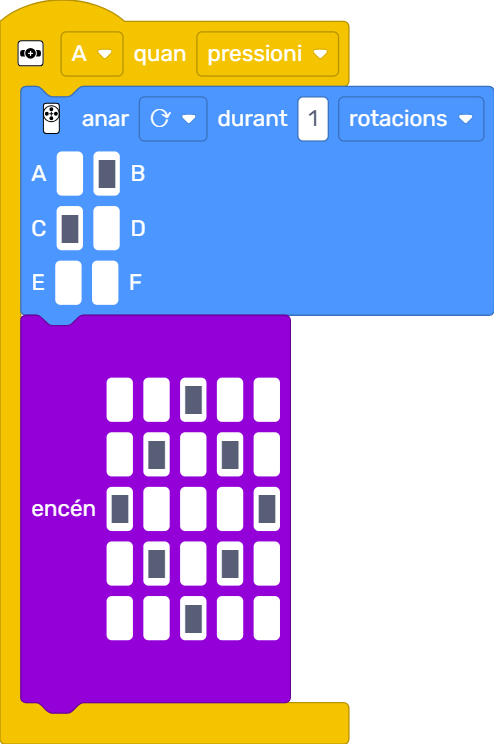 A quan pressioni
anar durant 1 rotacions
A B
C D
E F
encén